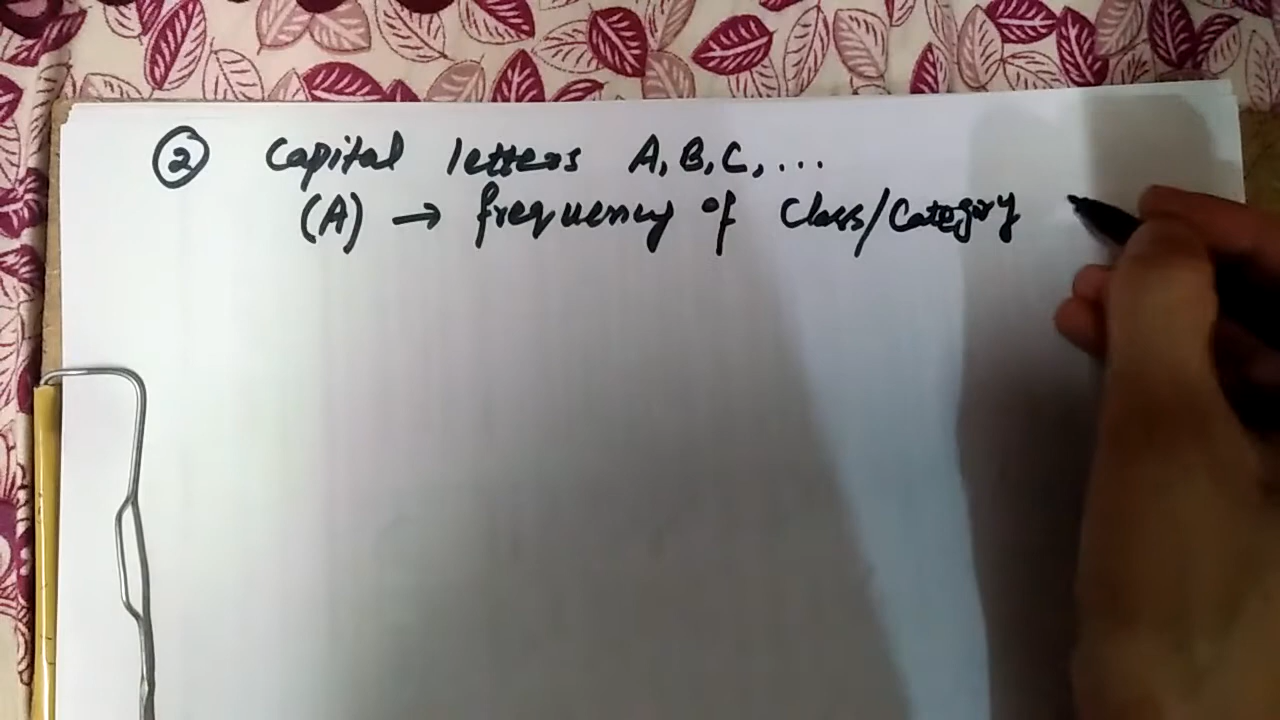 ② Capital letters A, B, C, ...
(A) → frequency of Class/Category